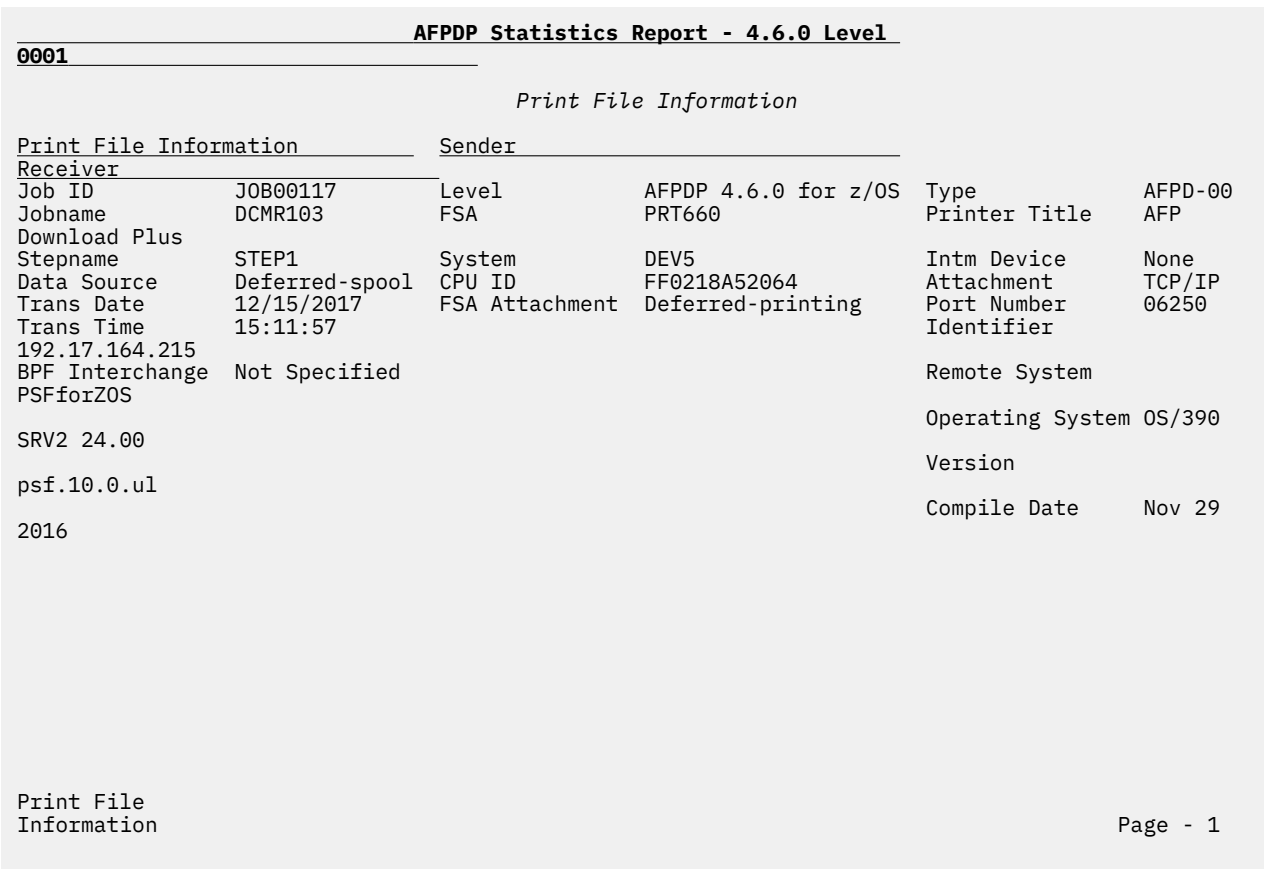 AFPDP Statistics Report - 4.6.0 Level
0001
Print File Information
Print File Information Sender
Receiver
Job ID JOB00117 Level AFPDP 4.6.0 for z/OS Type AFPD-00
Jobname DCMR103 FSA PRT660 Printer Title AFP
Download Plus
Stepname STEP1 System DEV5 Intm Device None
Data Source Deferred-spool CPU ID FF0218A52064 Attachment TCP/IP
Trans Date 12/15/2017 FSA Attachment Deferred-printing Port Number 06250
Trans Time 15:11:57 Identifier
192.17.164.215
BPF Interchange Not Specified Remote System
PSFforZOS
Operating System OS/390
SRV2 24.00
Version
psf.10.0.ul
Compile Date Nov 29
2016
Print File
Information Page - 1